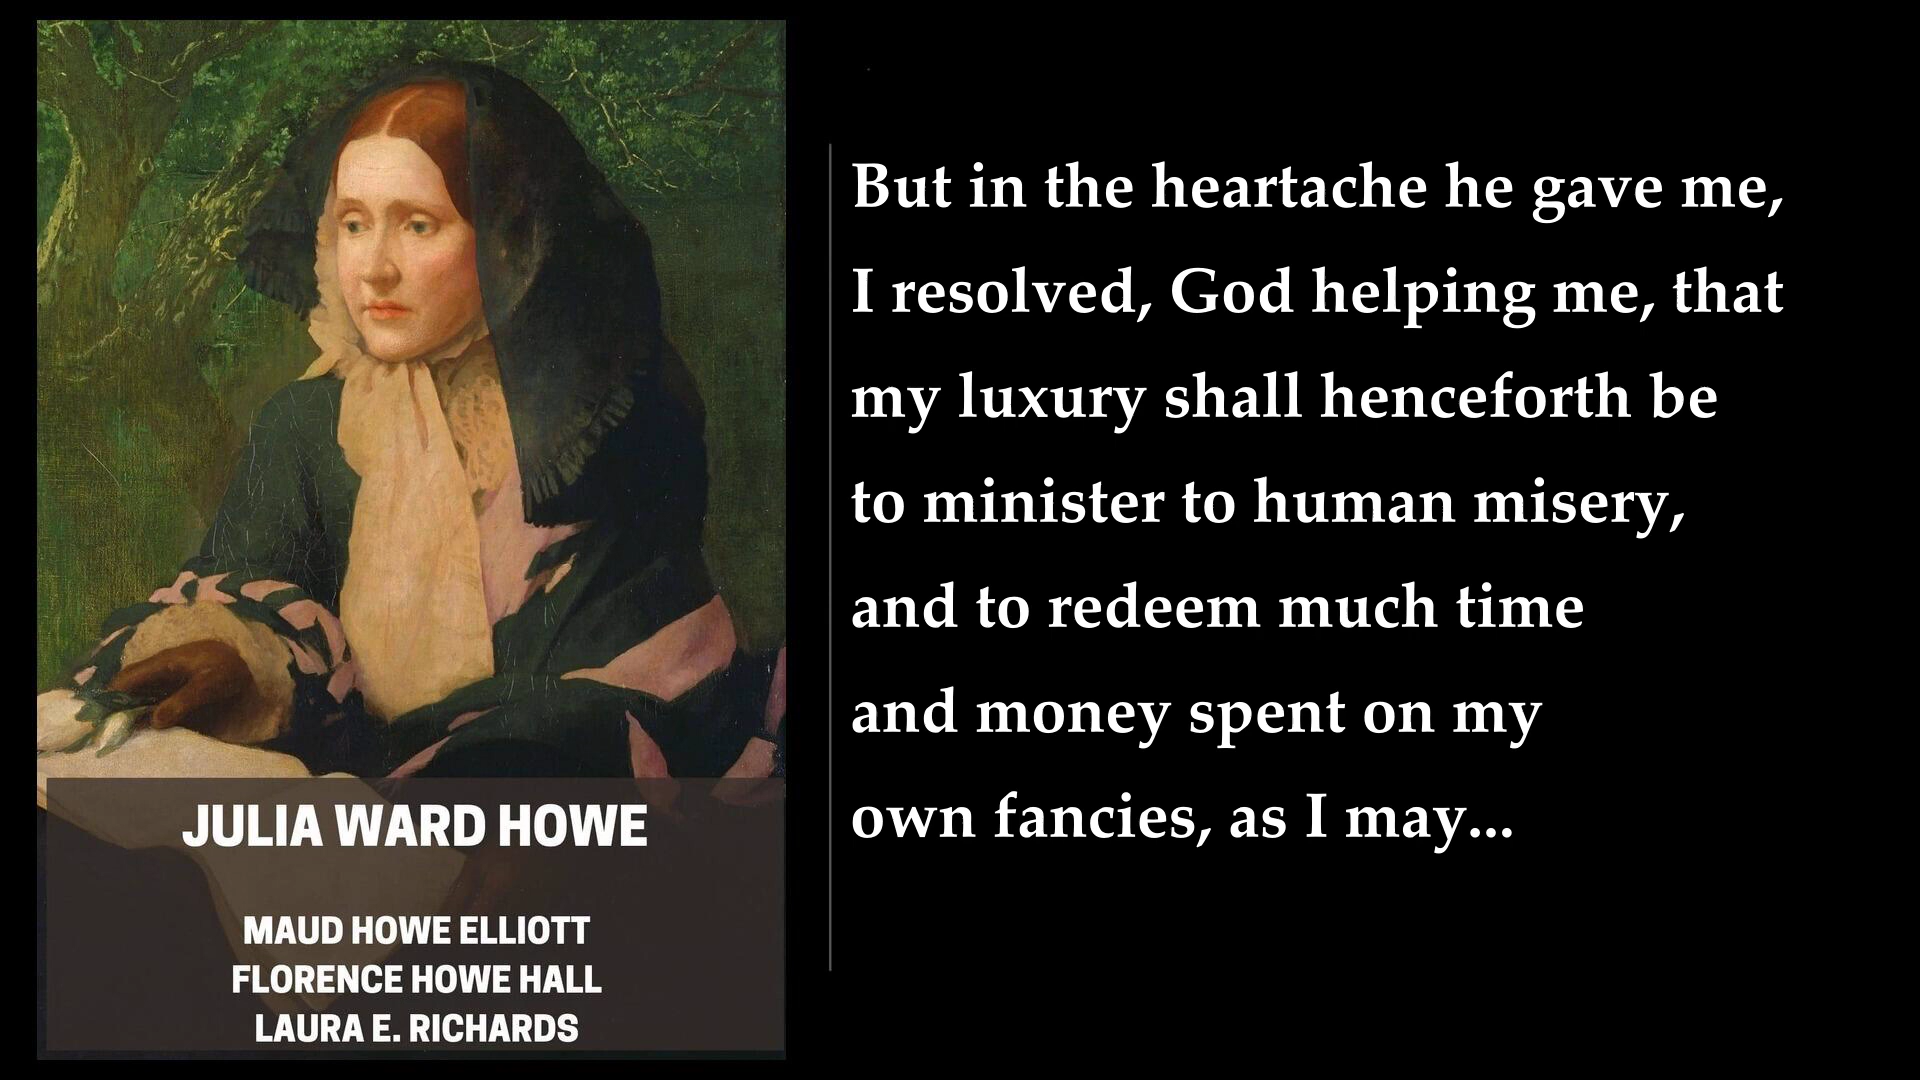 JULIA WARD HOWE
MAUD HOWE ELLIOTT
FLORENCE HOWE HALL
LAURA E. RICHARDS
But in the heartache he gave me,
I resolved, God helping me, that
my luxury shall henceforth be
to minister to human misery,
and to redeem much time
and money spent on my
own fancies, as I may...